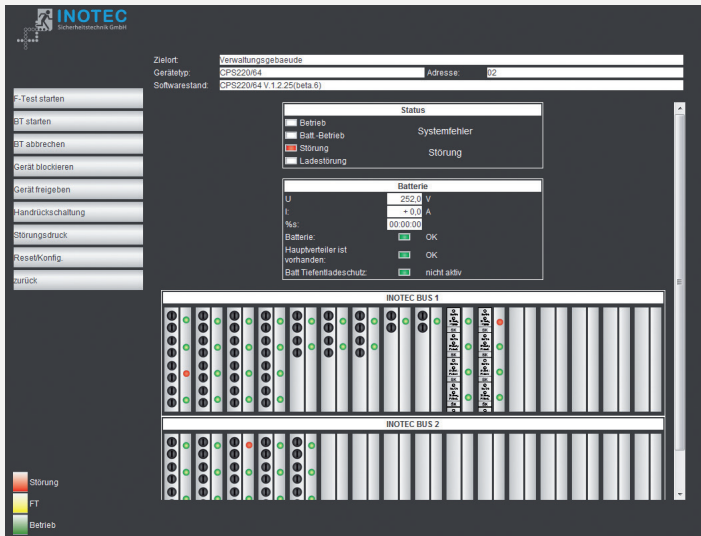 INOTEC
Sicherheitstechnik GmbH
Zielort: Verwaltungsgebaeude
Gerätetyp: CPS220/64 Adresse: 02
Softwarestand: CPS220/64 V.1.2.25(beta.6)
F-Test starten
BT starten
BT abbrechen
Gerät blockieren
Gerät freigeben
Handrückschaltung
Störungsdruck
Reset/Konfig.
zurück
Status
Betrieb
Batt.-Betrieb
Störung
Ladestörung
Systemfehler
Störung
Batterie
U 252,0 V
I: + 0,0 A
%s: 00:00:00
Batterie: OK
Hauptverteiler ist
vorhanden: OK
Batt Tiefentladeschutz: nicht aktiv
INOTEC BUS 1
INOTEC BUS 2
Störung
FT
Betrieb